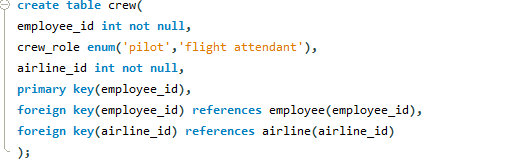 create table crew(
employee_id int not null,
crew_role enum('pilot','flight attendant'),
airline_id int not null,
primary key(employee_id),
foreign key(employee_id) references employee(employee_id),
foreign key(airline_id) references airline(airline_id)
);